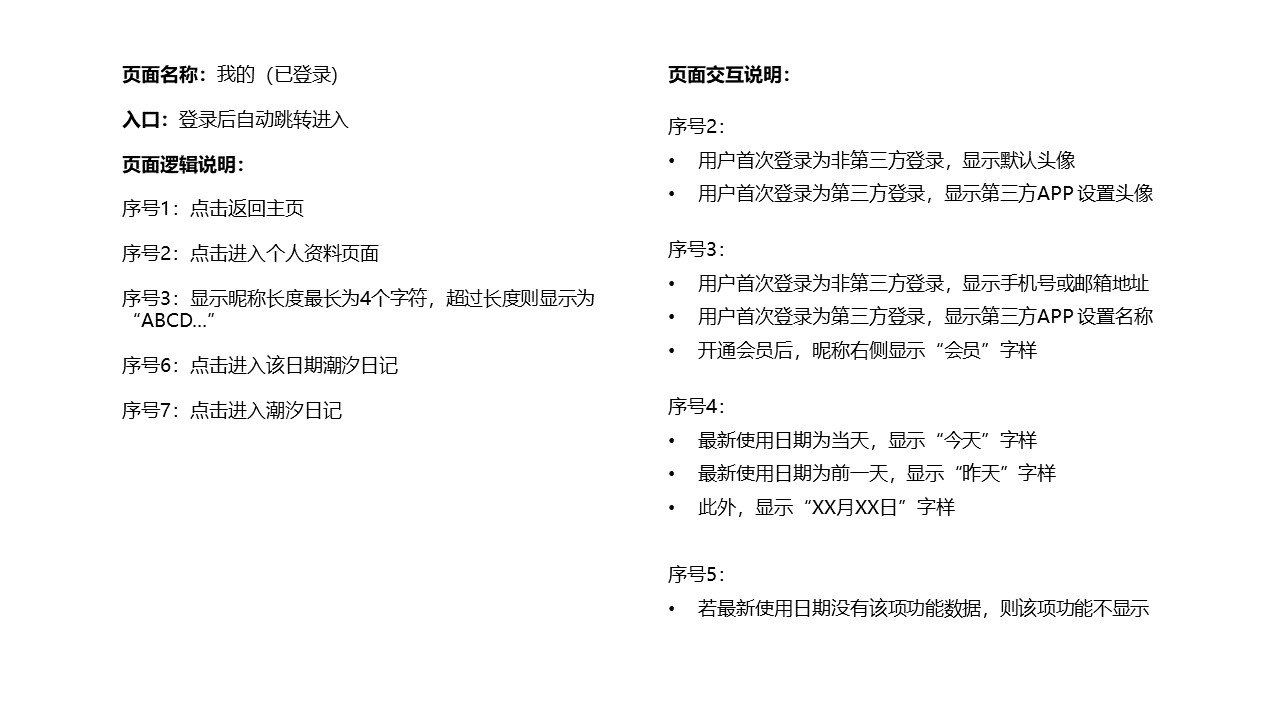 页面名称：我的（已登录）
入口：登录后自动跳转进入
页面逻辑说明：
序号1：点击返回主页
序号2：点击进入个人资料页面
序号3：显示昵称长度最长为4个字符，超过长度则显示为
“ABCD...”
序号6：点击进入该日期潮汐日记
序号7：点击进入潮汐日记
页面交互说明：
序号2：
• 用户首次登录为非第三方登录，显示默认头像
• 用户首次登录为第三方登录，显示第三方APP设置头像
序号3：
• 用户首次登录为非第三方登录，显示手机号或邮箱地址
• 用户首次登录为第三方登录，显示第三方APP设置名称
• 开通会员后，昵称右侧显示“会员”字样
序号4：
• 最新使用日期为当天，显示“今天”字样
• 最新使用日期为前一天，显示“昨天”字样
• 此外，显示“XX月XX日”字样
序号5：
• 若最新使用日期没有该项功能数据，则该项功能不显示